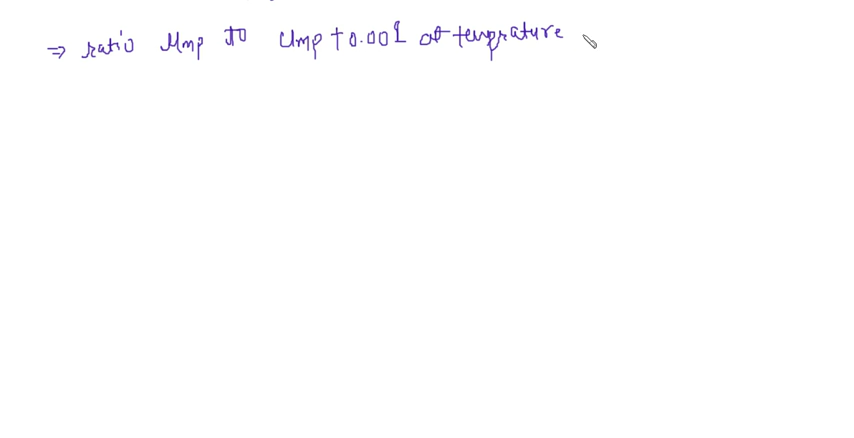 ⇒ ratio Ump to Ump + 0.001 at temprature